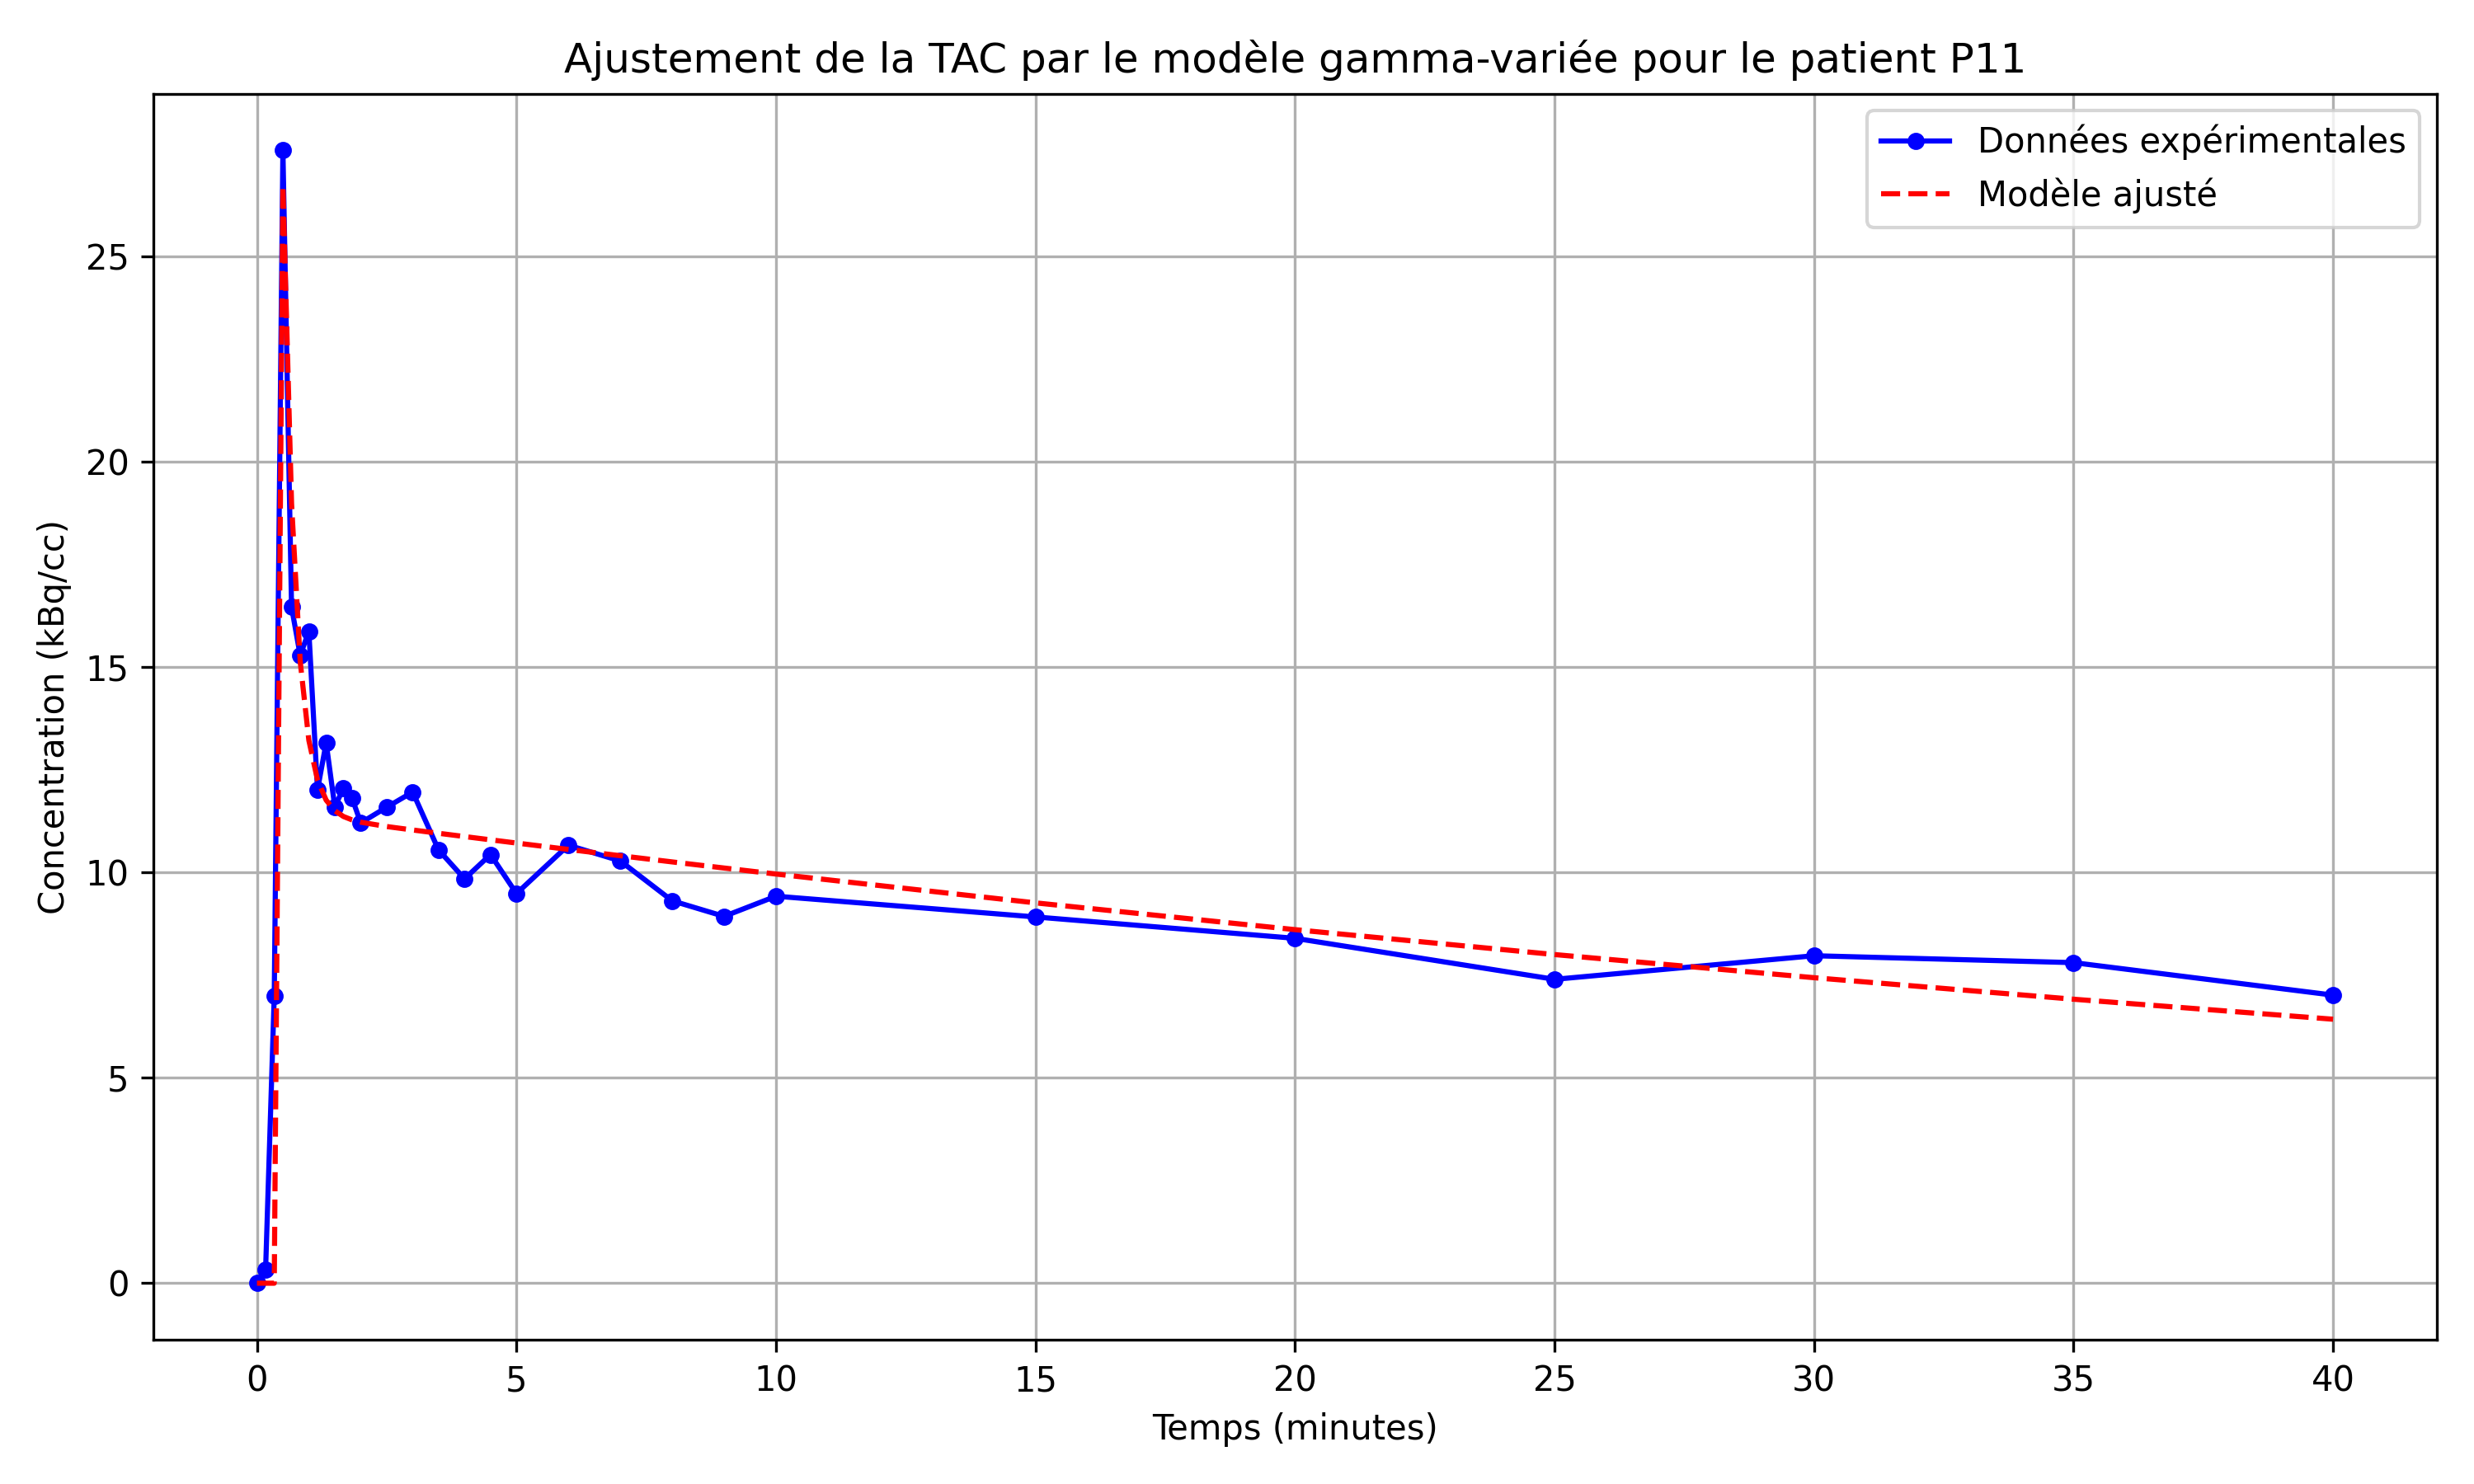 Ajustement de la TAC par le modèle gamma-variée pour le patient P11
Données expérimentales
Modèle ajusté
Concentration (kBq/cc)
25
20
15
10
5
0
0 5 10 15 20 25 30 35 40
Temps (minutes)